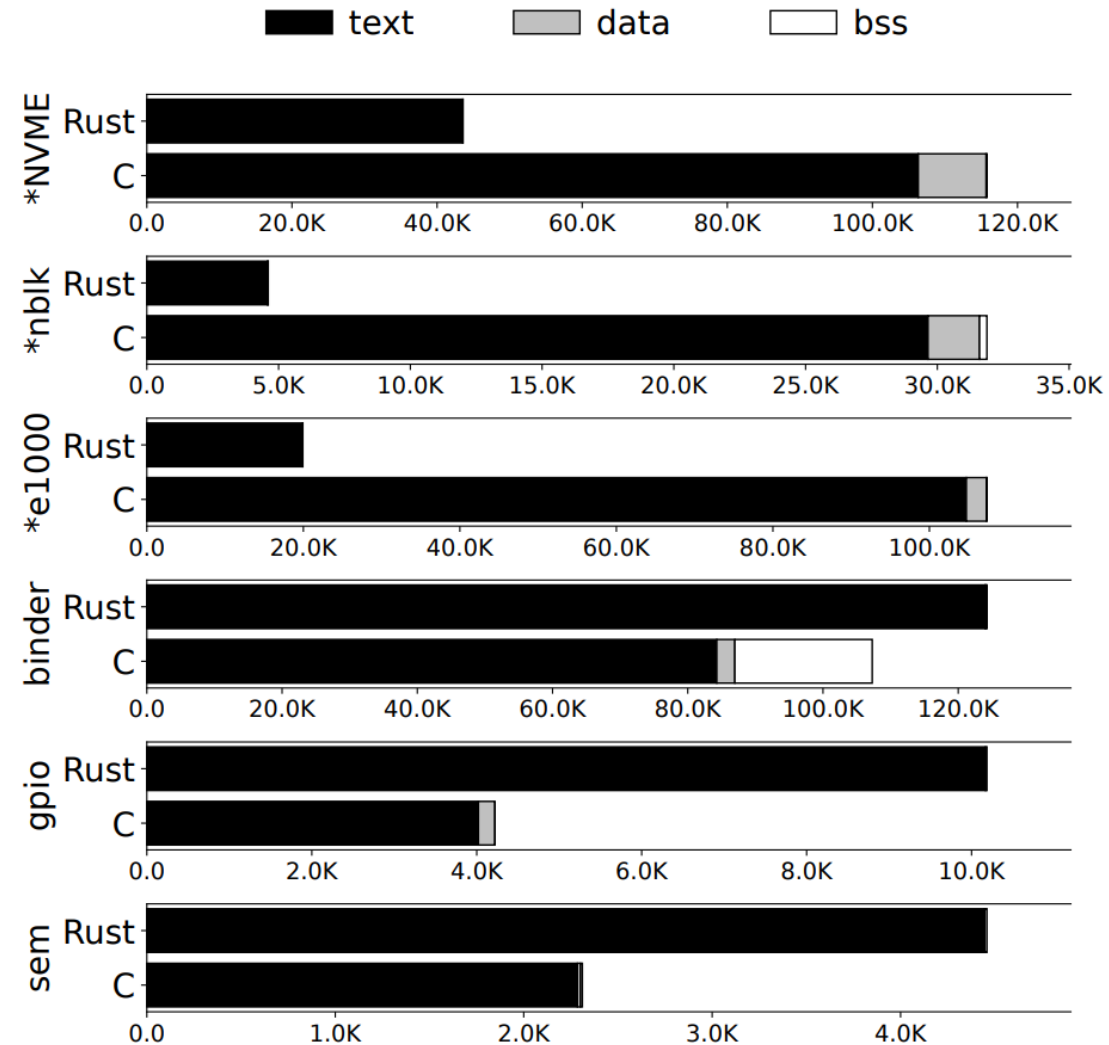 text data bss
*NVME
Rust
C
0.0 20.0K 40.0K 60.0K 80.0K 100.0K 120.0K
*nblk
Rust
C
0.0 5.0K 10.0K 15.0K 20.0K 25.0K 30.0K 35.0K
*e1000
Rust
C
0.0 20.0K 40.0K 60.0K 80.0K 100.0K
binder
Rust
C
0.0 20.0K 40.0K 60.0K 80.0K 100.0K 120.0K
gpio
Rust
C
0.0 2.0K 4.0K 6.0K 8.0K 10.0K
sem
Rust
C
0.0 1.0K 2.0K 3.0K 4.0K